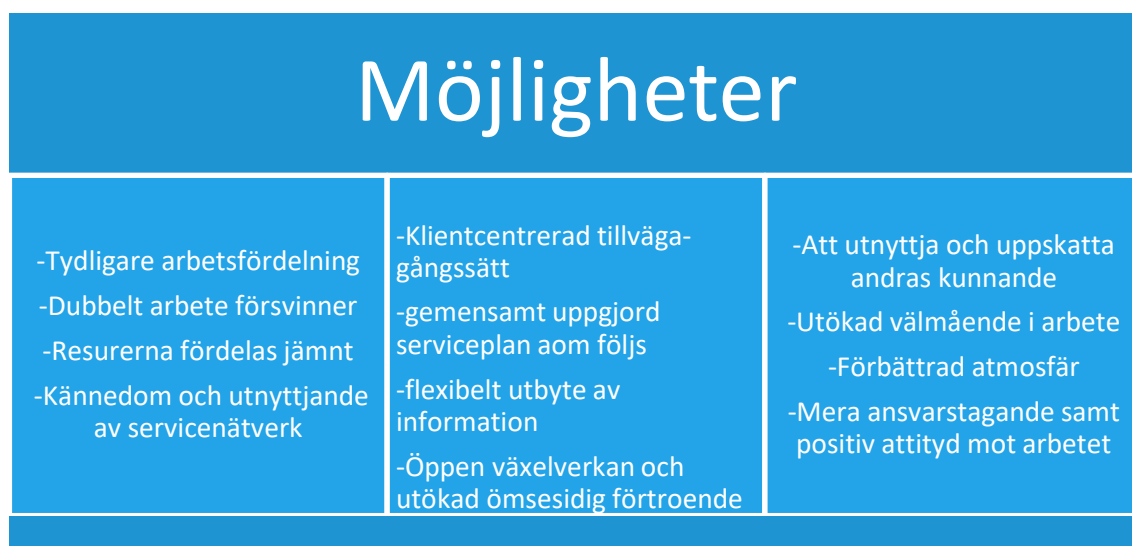 Möjligheter
-Tydligare arbetsfördelning
-Dubbelt arbete försvinner
-Resurerna fördelas jämnt
-Kännedom och utnyttjande
av servicenätverk
-Klientcentrerad tillväga-
gångssätt
-gemensamt uppgjord
serviceplan aom följs
-flexibelt utbyte av
information
-Öppen växelverkan och
utökad ömsesidig förtroende
-Att utnyttja och uppskatta
andras kunnande
-Utökad välmående i arbete
-Förbättrad atmosfär
-Mera ansvarstagande samt
positiv attityd mot arbetet